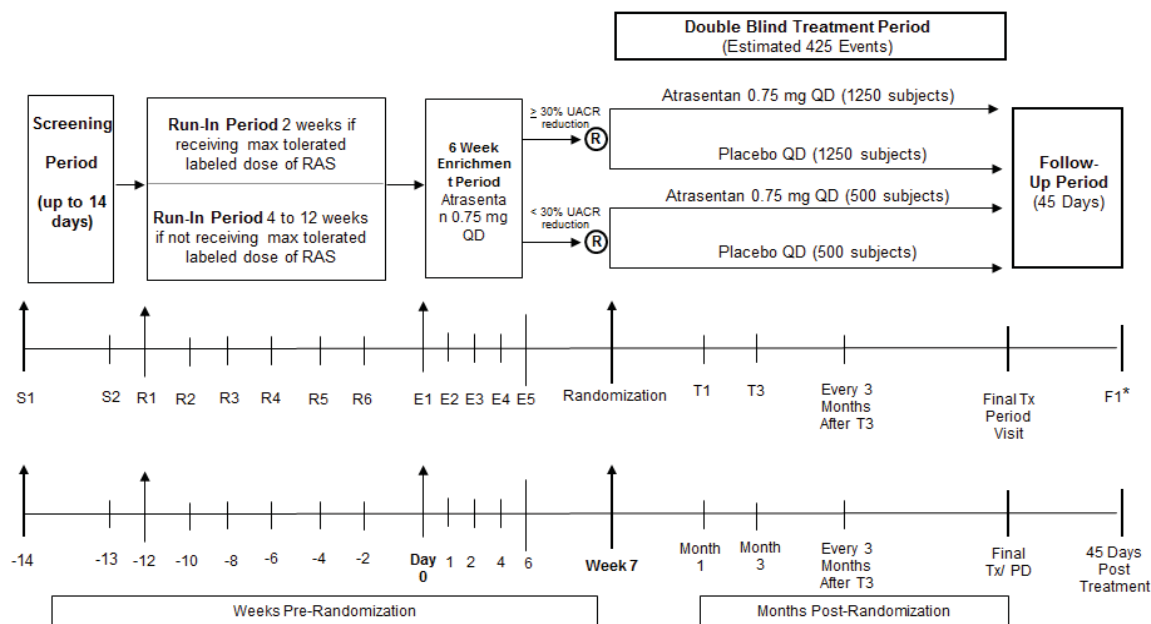 Double Blind Treatment Period
(Estimated 425 Events)
Screening
Period
(up to 14
days)
Run-In Period 2 weeks if
receiving max tolerated
labeled dose of RAS
Run-In Period 4 to 12 weeks
if not receiving max tolerated
labeled dose of RAS
6 Week
Enrichmen
t Period
Atrasenta
n 0.75 mg
QD
≥ 30% UACR
reduction
R
< 30% UACR
reduction
R
Atrasentan 0.75 mg QD (1250 subjects)
Placebo QD (1250 subjects)
Atrasentan 0.75 mg QD (500 subjects)
Placebo QD (500 subjects)
Follow-
Up Period
(45 Days)
S1 S2 R1 R2 R3 R4 R5 R6 E1 E2 E3 E4 E5 Randomization T1 T3
Every 3
Months
After T3
Final Tx
Period
Visit
F1*
-14 -13 -12 -10 -8 -6 -4 -2
Day
0
1 2 4 6
Week 7
Month
1
Month
3
Every 3
Months
After T3
Final
Tx/ PD
45 Days
Post
Treatment
Weeks Pre-Randomization
Months Post-Randomization